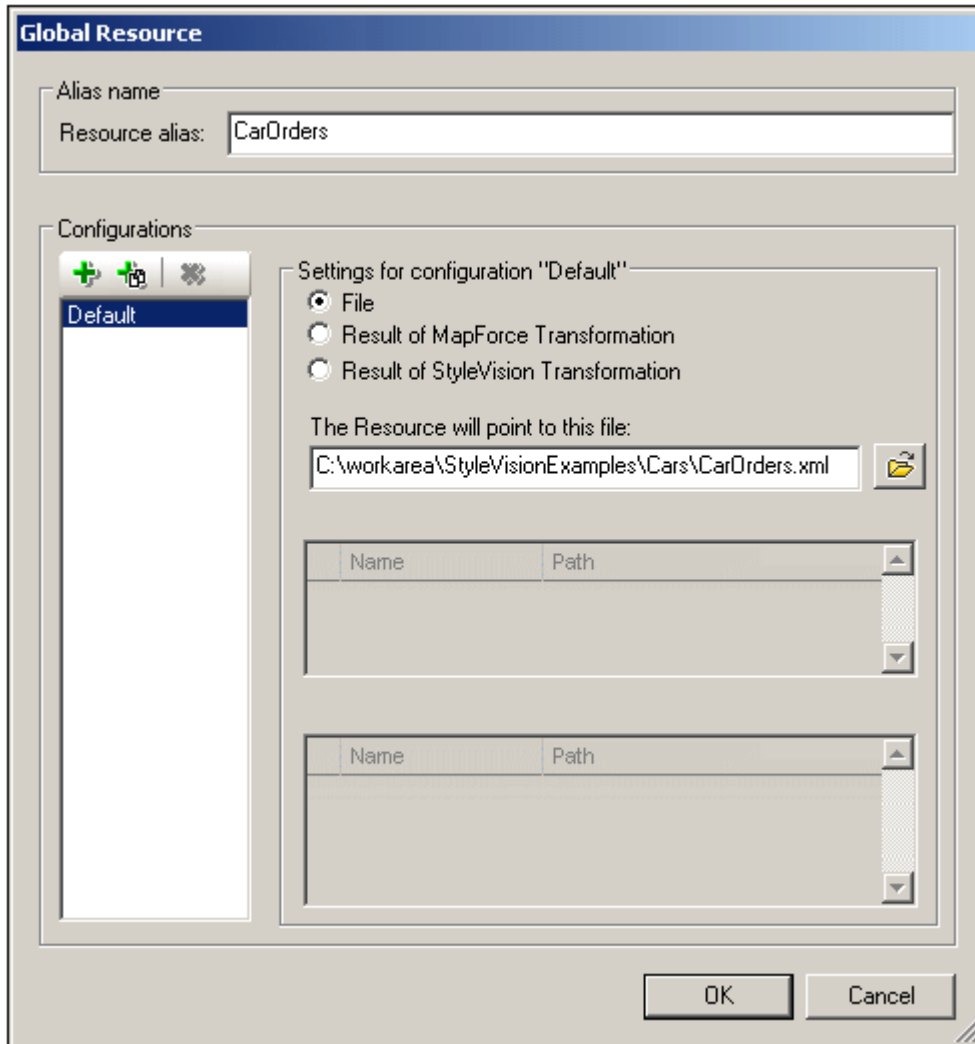 Global Resource
Alias name
Resource alias: CarOrders
Configurations
Default
Settings for configuration "Default"
File
Result of MapForce Transformation
Result of StyleVision Transformation
The Resource will point to this file:
C:\workarea\StyleVisionExamples\Cars\CarOrders.xml
Name Path
Name Path
OK Cancel